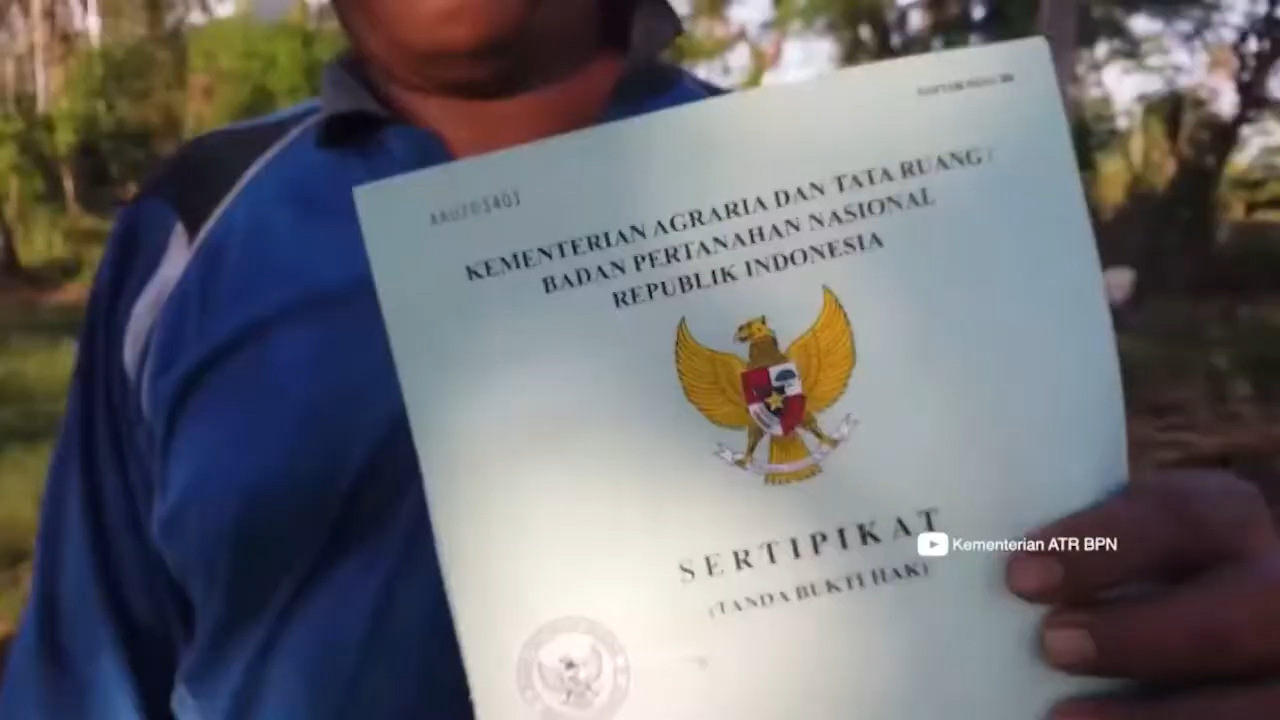 KEMENTERIAN AGRARIA DAN TATA RUANG/
BADAN PERTANAHAN NASIONAL
REPUBLIK INDONESIA
SERTIPIKAT
(TANDA BUKTI HAK)
Kementerian ATR BPN